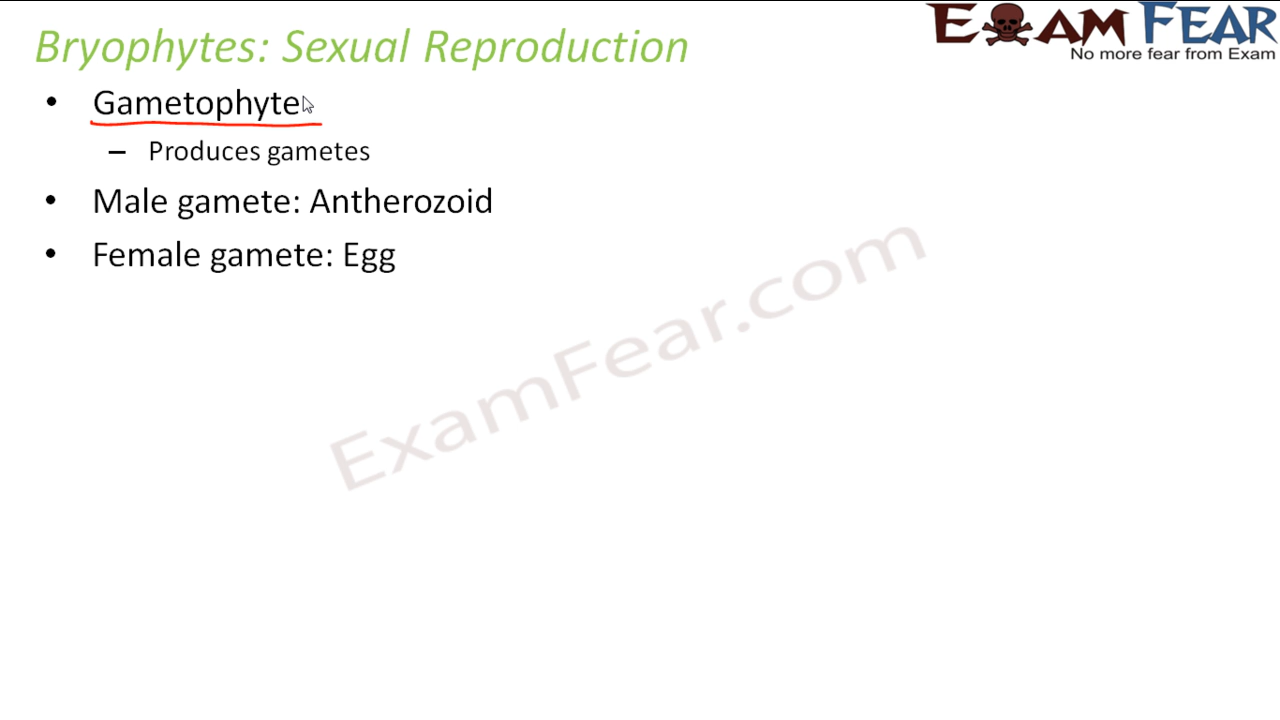 Bryophytes: Sexual Reproduction
EXAM FEAR
No more fear from Exam
• Gametophyte
– Produces gametes
• Male gamete: Antherozoid
• Female gamete: Egg
ExamFear.com